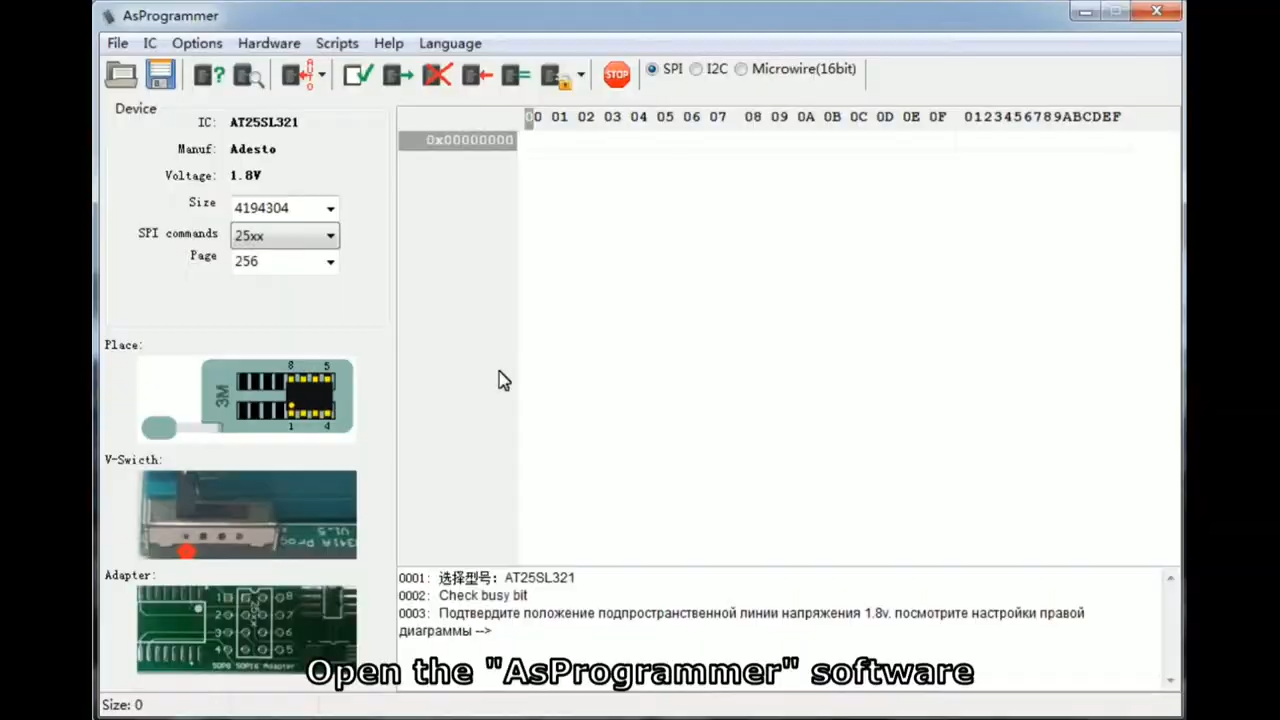 AsProgrammer
File IC Options Hardware Scripts Help Language
STOP SPI I2C Microwire(16bit)
Device
IC: AT25SL321
Manuf: Adesto
Voltage: 1.8V
Size 4194304
SPI commands 25xx
Page 256
00 01 02 03 04 05 06 07 08 09 0A 0B 0C 0D 0E 0F 0123456789ABCDEF
0x00000000
Place:
8 5
3M
1 4
V-Swicth:
Adapter:
0001: 选择型号: AT25SL321
0002: Check busy bit
0003: Подтвердите положение подпространственной линии напряжения 1.8v. посмотрите настройки правой
диаграммы -->
Open the "AsProgrammer" software
Size: 0